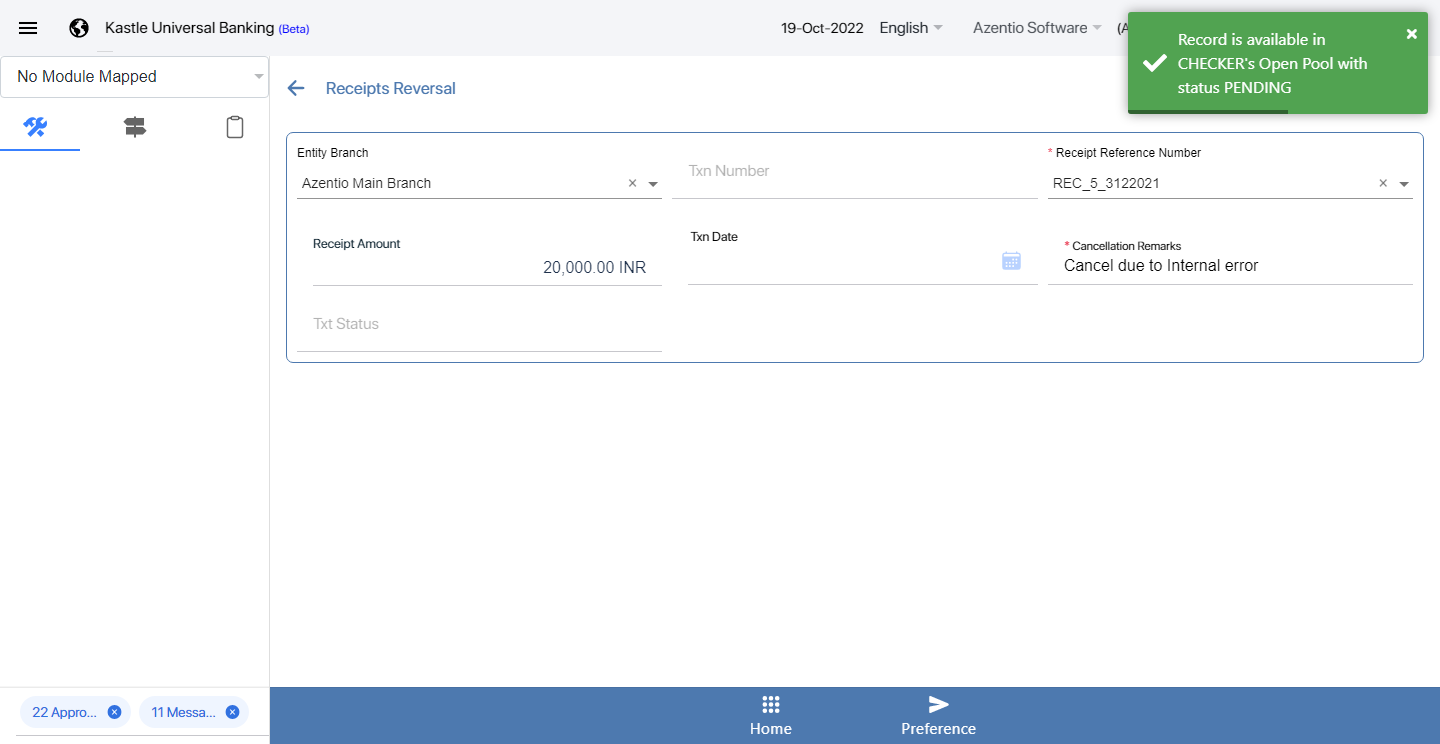 Kastle Universal Banking (Beta)
19-Oct-2022
English
Azentio Software
(A
Record is available in
CHECKER's Open Pool with
status PENDING
No Module Mapped
Receipts Reversal
Entity Branch
Azentio Main Branch
Txn Number
* Receipt Reference Number
REC_5_3122021
Receipt Amount
20,000.00 INR
Txn Date
* Cancellation Remarks
Cancel due to Internal error
Txt Status
22 Appro...
11 Messa...
Home
Preference